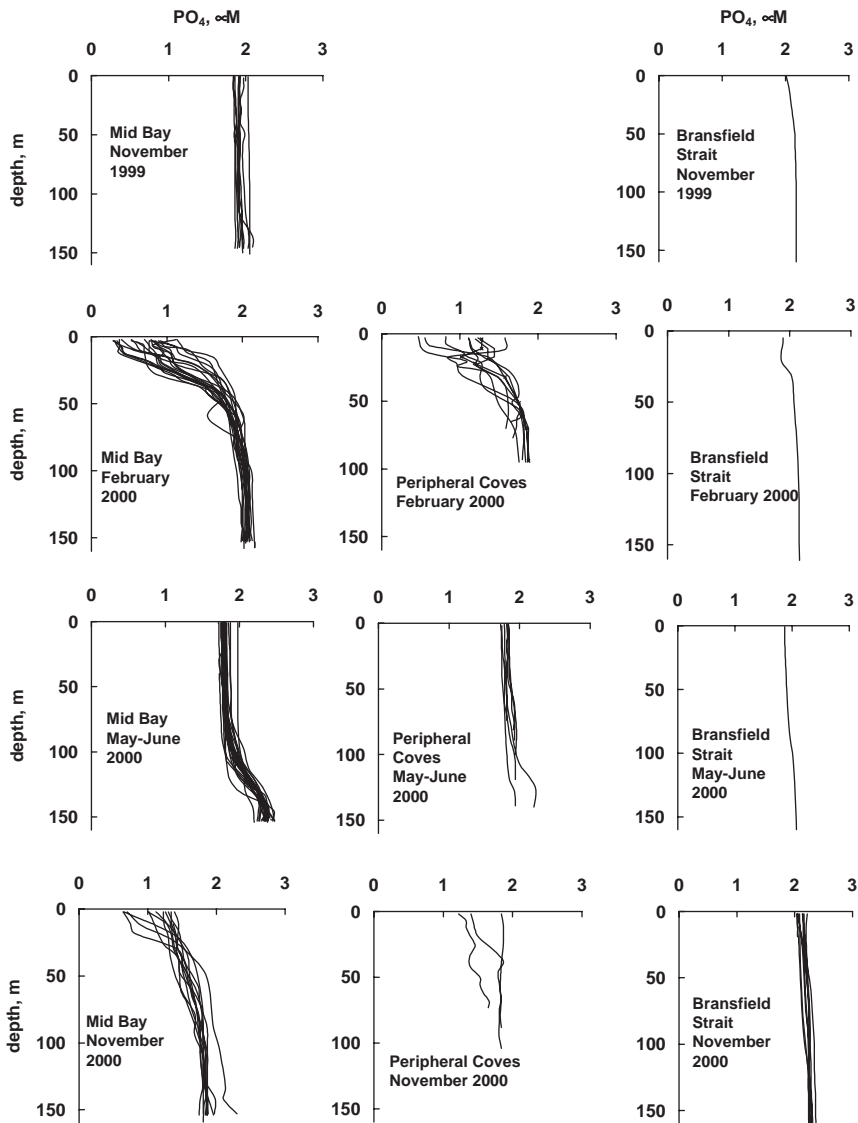 PO4, ∝M
PO4, ∝M
0 1 2 3
0 1 2 3
0
50
100
150
depth, m
Mid Bay
November
1999
0
50
100
150
Bransfield
Strait
November
1999
0 1 2 3
0 1 2 3
0 1 2 3
0
50
100
150
depth, m
Mid Bay
February
2000
0
50
100
150
Peripheral Coves
February 2000
0
50
100
150
Bransfield
Strait
February 2000
0 1 2 3
0 1 2 3
0 1 2 3
0
50
100
150
depth, m
Mid Bay
May-June
2000
0
50
100
150
Peripheral
Coves
May-June
2000
0
50
100
150
Bransfield
Strait
May-June
2000
0 1 2 3
0 1 2 3
0 1 2 3
0
50
100
150
depth, m
Mid Bay
November
2000
0
50
100
150
Peripheral Coves
November 2000
0
50
100
150
Bransfield
Strait
November
2000